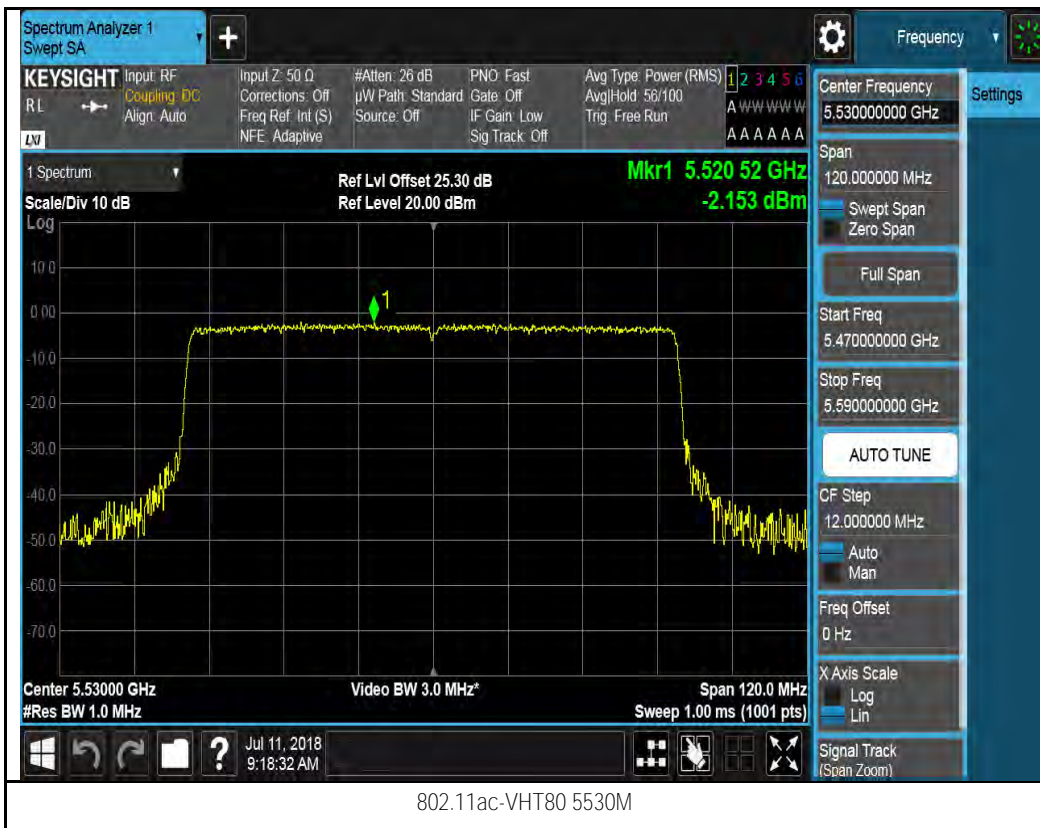 Spectrum Analyzer 1
Swept SA
+
Frequency
KEYSIGHT
RL
LXI
Input: RF
Coupling: DC
Align: Auto
Input Z: 50 Ω
Corrections: Off
Freq Ref: Int (S)
NFE: Adaptive
#Atten: 26 dB
µW Path: Standard
Source: Off
PNO: Fast
Gate: Off
IF Gain: Low
Sig Track: Off
Avg Type: Power (RMS)
Avg|Hold: 56/100
Trig: Free Run
1 2 3 4 5 6
A W W W W W
A A A A A A
1 Spectrum
Scale/Div 10 dB
Ref Lvl Offset 25.30 dB
Ref Level 20.00 dBm
Mkr1 5.520 52 GHz
-2.153 dBm
Log
10.0
0.00
-10.0
-20.0
-30.0
-40.0
-50.0
-60.0
-70.0
1
Center 5.53000 GHz
#Res BW 1.0 MHz
Video BW 3.0 MHz*
Span 120.0 MHz
Sweep 1.00 ms (1001 pts)
Center Frequency
5.530000000 GHz
Settings
Span
120.000000 MHz
Swept Span
Zero Span
Full Span
Start Freq
5.470000000 GHz
Stop Freq
5.590000000 GHz
AUTO TUNE
CF Step
12.000000 MHz
Auto
Man
Freq Offset
0 Hz
X Axis Scale
Log
Lin
Signal Track
(Span Zoom)
?
Jul 11, 2018
9:18:32 AM
802.11ac-VHT80 5530M